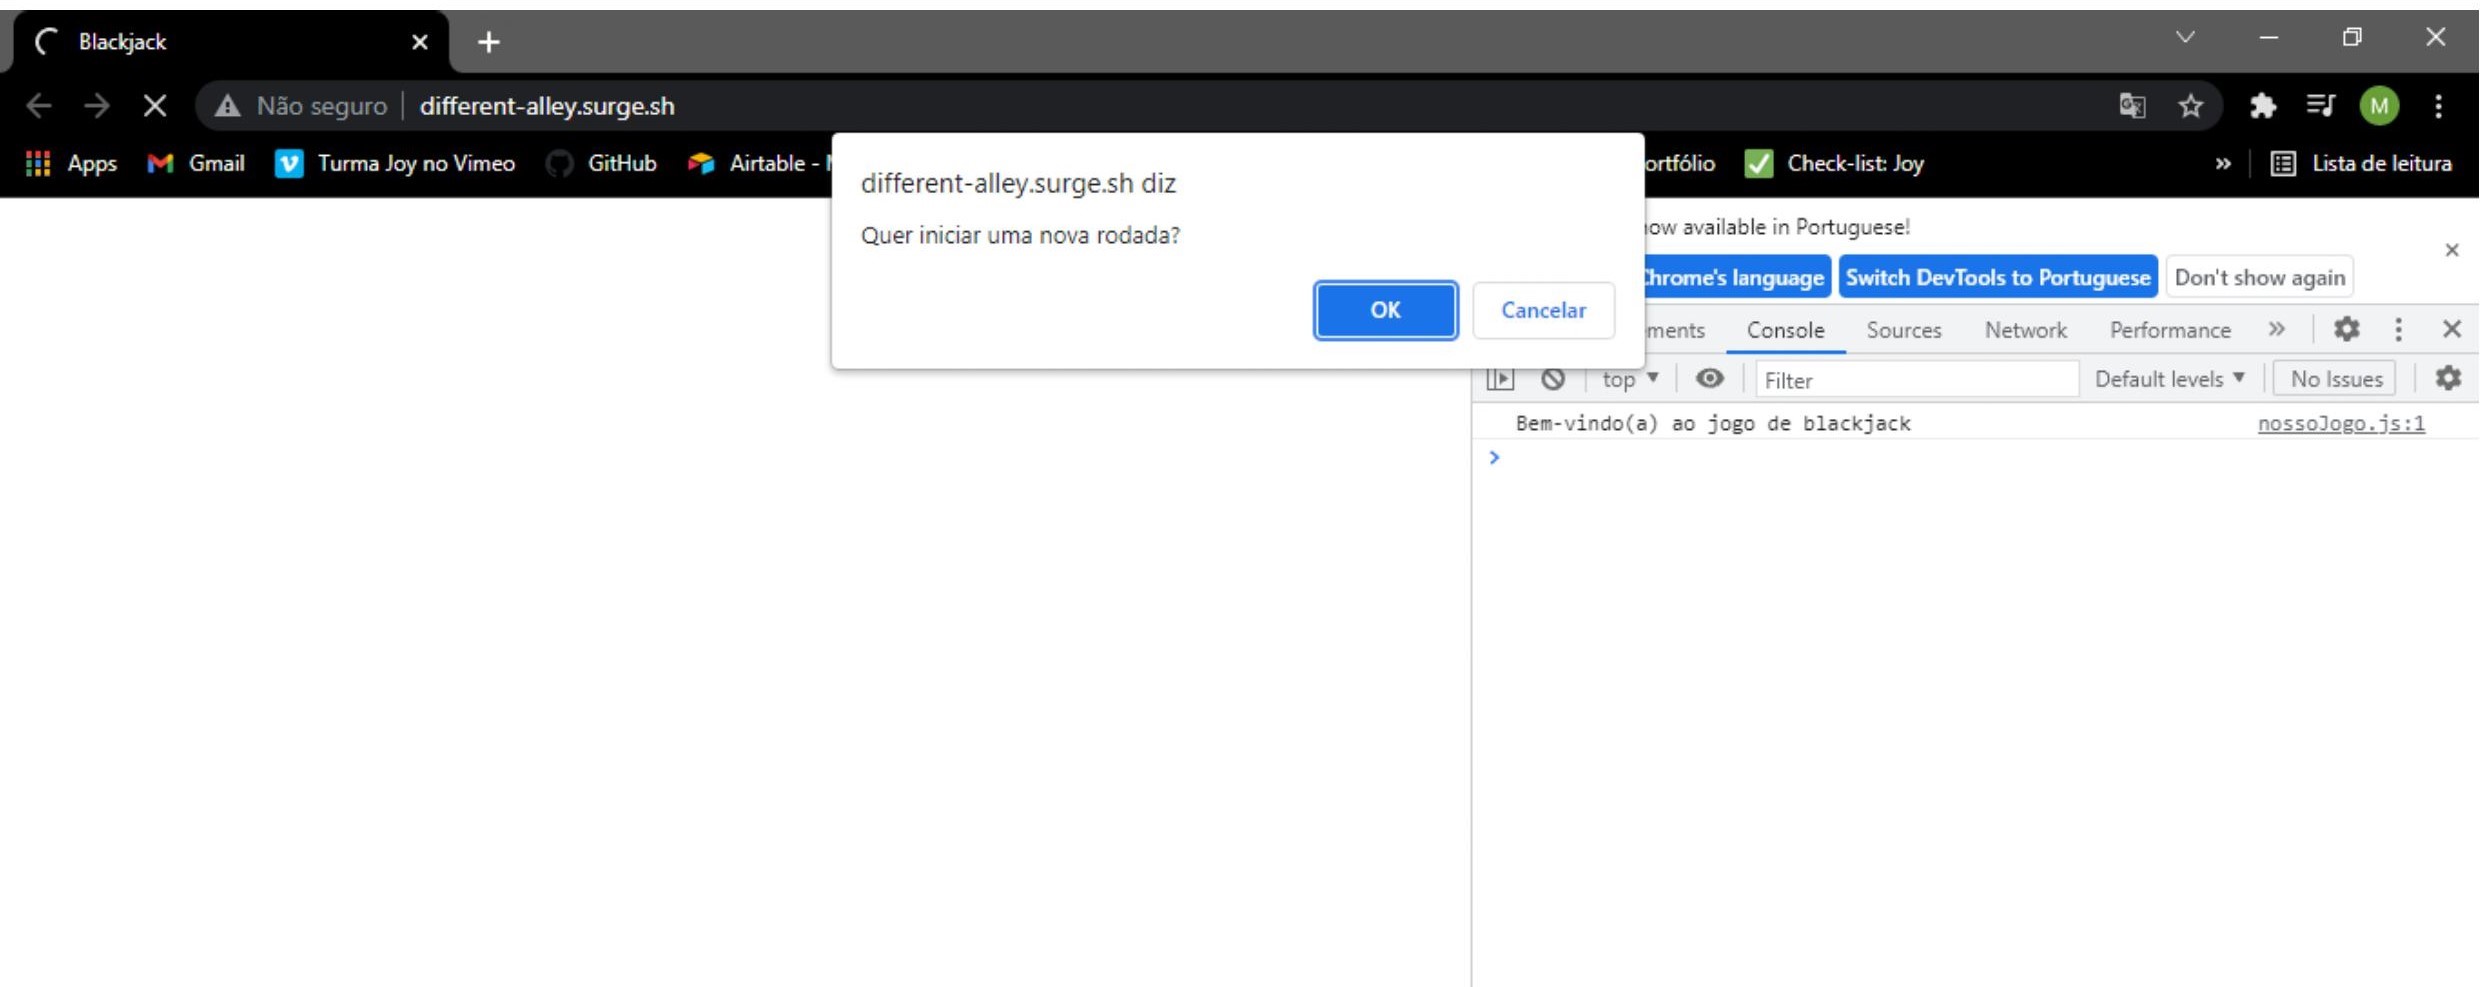 Blackjack
Não seguro different-alley.surge.sh M
Apps Gmail Turma Joy no Vimeo GitHub Airtable - ortfólio Check-list: Joy » Lista de leitura
different-alley.surge.sh diz
Quer iniciar uma nova rodada?
OK Cancelar
ow available in Portuguese!
Chrome's language Switch DevTools to Portuguese Don't show again
ments Console Sources Network Performance »
top Filter Default levels No Issues
Bem-vindo(a) ao jogo de blackjack nossoJogo.js:1
>